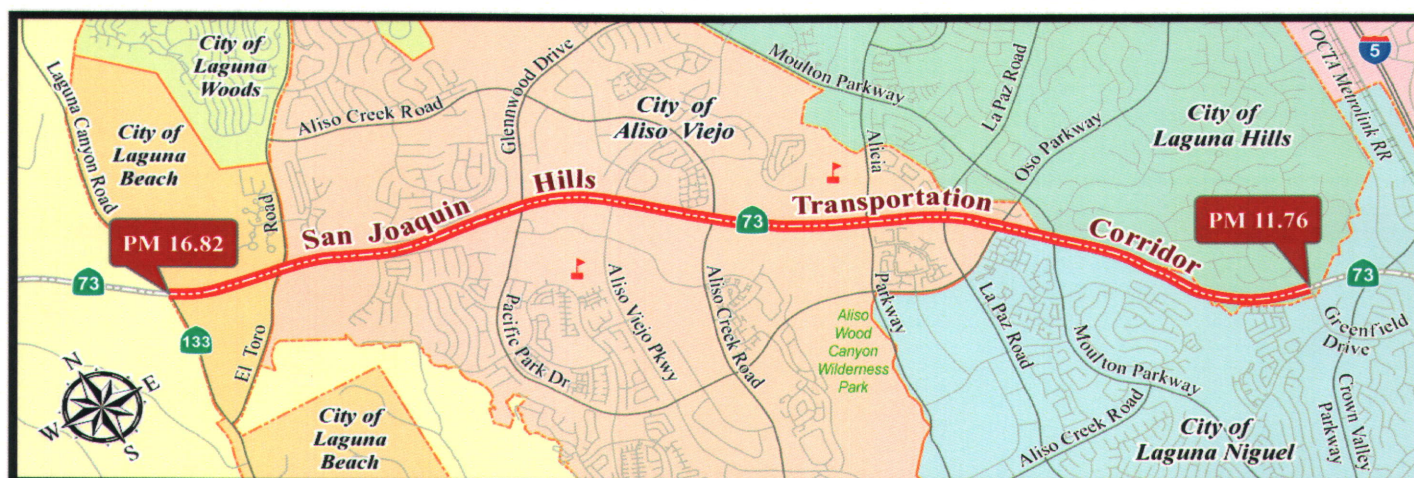 City of
Laguna
Woods
Laguna Canyon Road
City of
Laguna
Beach
Aliso Creek Road
Glennwood Drive
City of
Aliso Viejo
Moulton Parkway
La Paz Road
Alicia
Parkway
Oso Parkway
City of
Laguna Hills
OCTA Metrolink RR
5
PM 16.82
73
133
El Toro
Road
San Joaquin
Hills
Transportation
Corridor
73
PM 11.76
73
Greenfield
Drive
Crown Valley
Parkway
Pacific Park Dr
Aliso Viejo Pkwy
Aliso Creek Road
Aliso
Wood
Canyon
Wilderness
Park
La Paz Road
Moulton Parkway
Aliso Creek Road
City of
Laguna Niguel
City of
Laguna
Beach
N
E
W
S